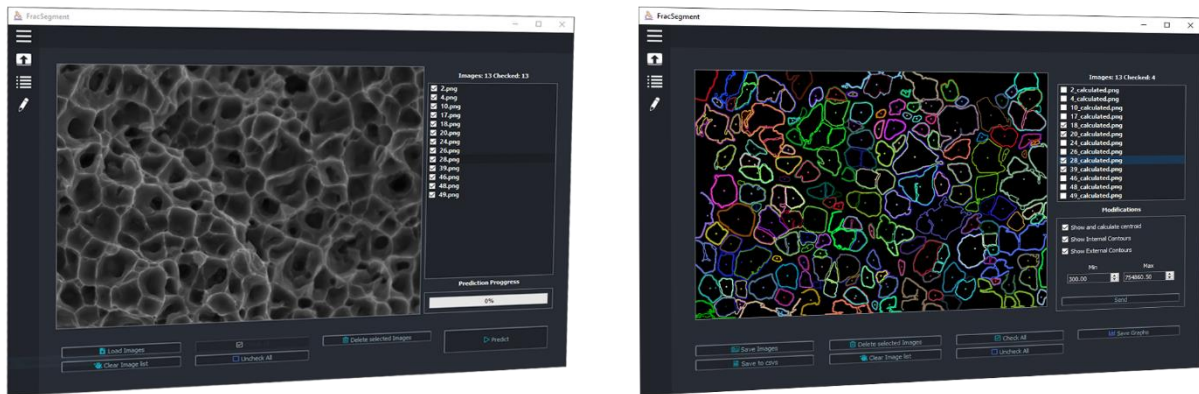 FracSegment
Images: 13 Checked: 13
2.png
4.png
10.png
17.png
18.png
20.png
24.png
26.png
28.png
39.png
46.png
48.png
49.png
Prediction Proggress
0%
Load Images
Delete selected Images
Predict
Clear Image list
Uncheck All
FracSegment
Images: 13 Checked: 4
2_calculated.png
4_calculated.png
10_calculated.png
17_calculated.png
18_calculated.png
20_calculated.png
24_calculated.png
26_calculated.png
28_calculated.png
39_calculated.png
46_calculated.png
48_calculated.png
49_calculated.png
Modifications
Show and calculate centroid
Show Internal Contours
Show External Contours
Min Max
308.00 754860.50
Send
Save Images
Delete selected Images
Check All
Save Graphs
Save to csvs
Clear Image list
Uncheck All